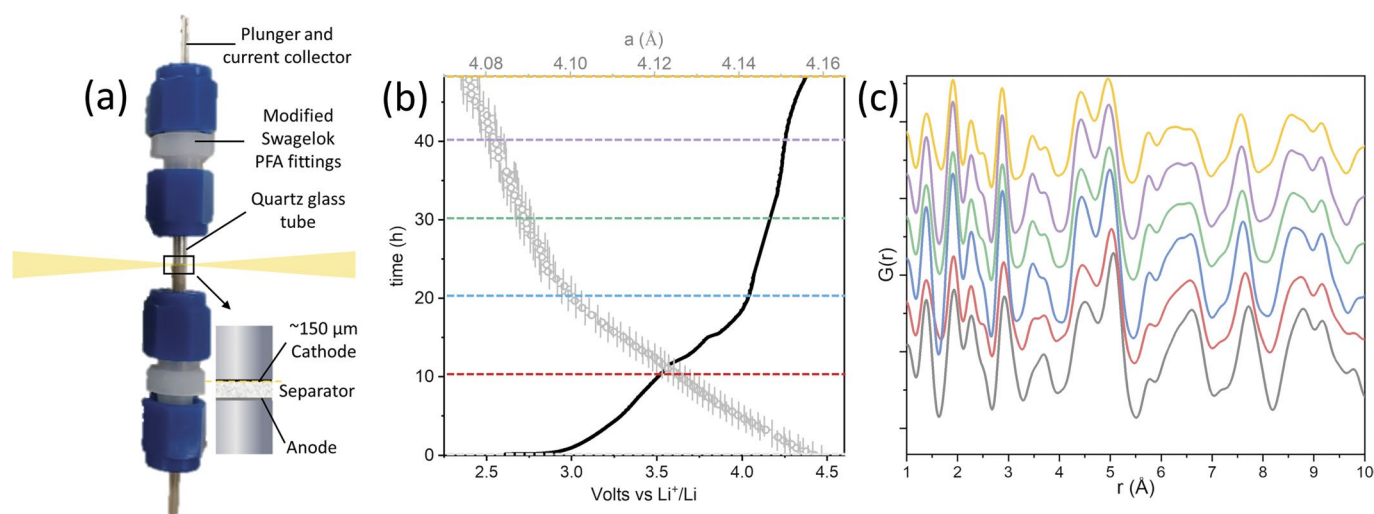 (a)
Plunger and
current collector
Modified
Swagelok
PFA fittings
Quartz glass
tube
~150 µm
Cathode
Separator
Anode
(b)
a (Å)
4.08 4.10 4.12 4.14 4.16
time (h)
40
30
20
10
0
2.5 3.0 3.5 4.0 4.5
Volts vs Li⁺/Li
(c)
G(r)
1 2 3 4 5 6 7 8 9 10
r (Å)